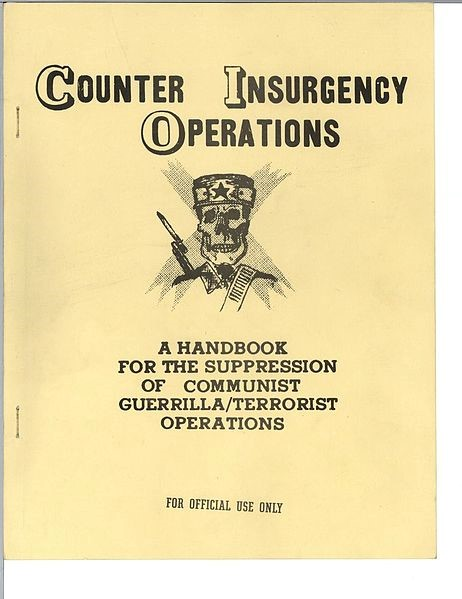 COUNTER INSURGENCY
OPERATIONS
A HANDBOOK
FOR THE SUPPRESSION
OF COMMUNIST
GUERRILLA/TERRORIST
OPERATIONS
FOR OFFICIAL USE ONLY